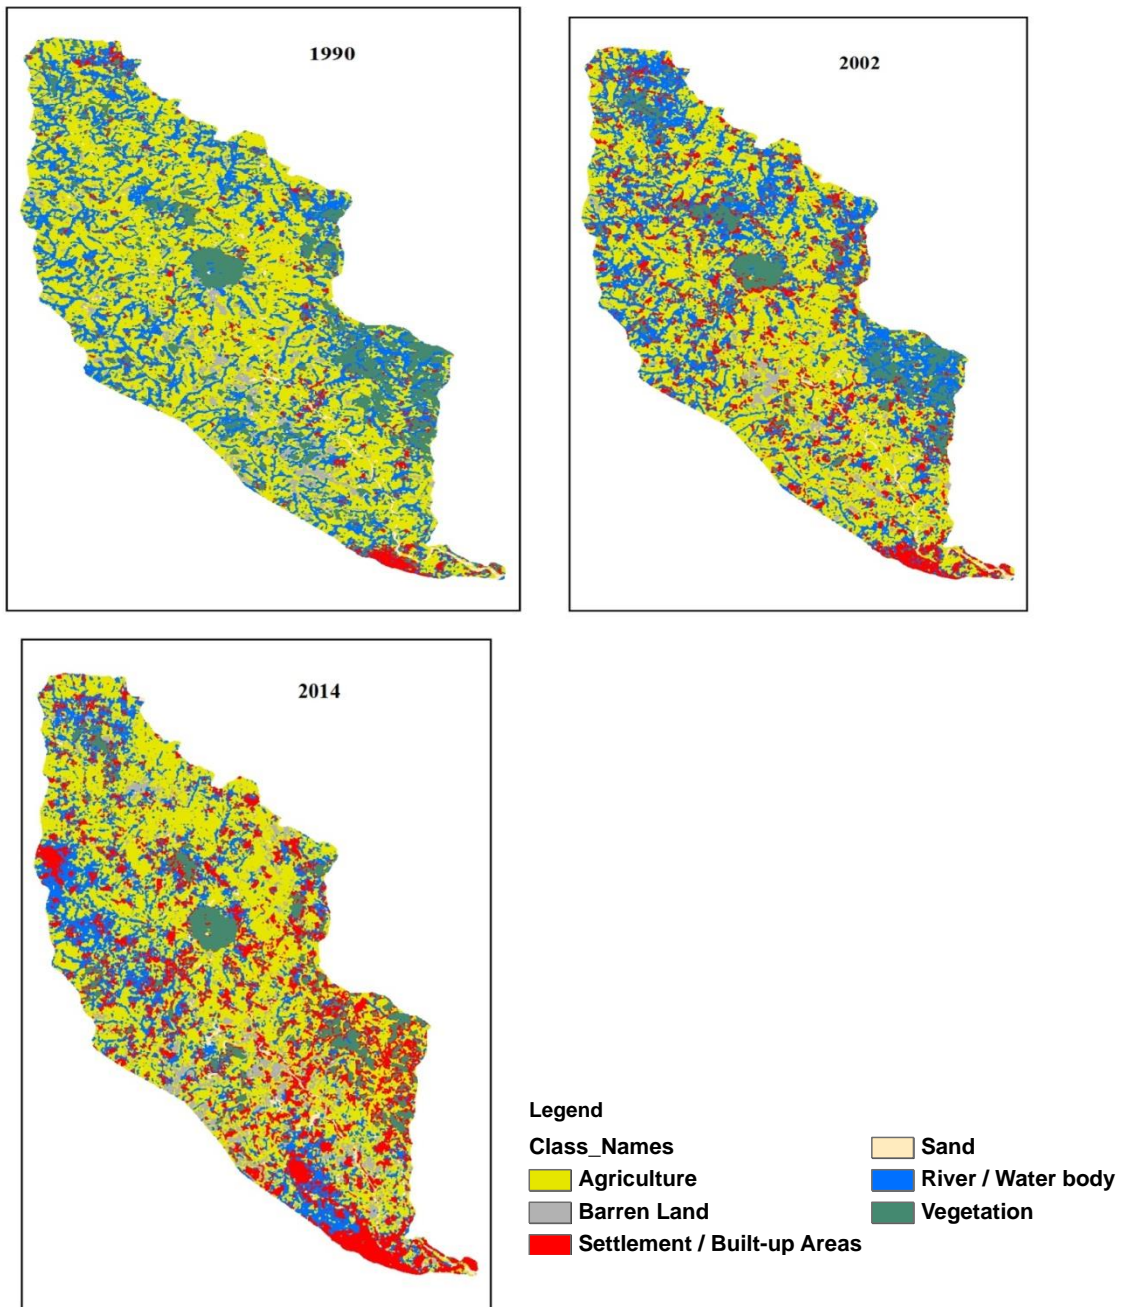 1990
2002
2014
Legend
Class_Names
Agriculture
Barren Land
Settlement / Built-up Areas
Sand
River / Water body
Vegetation